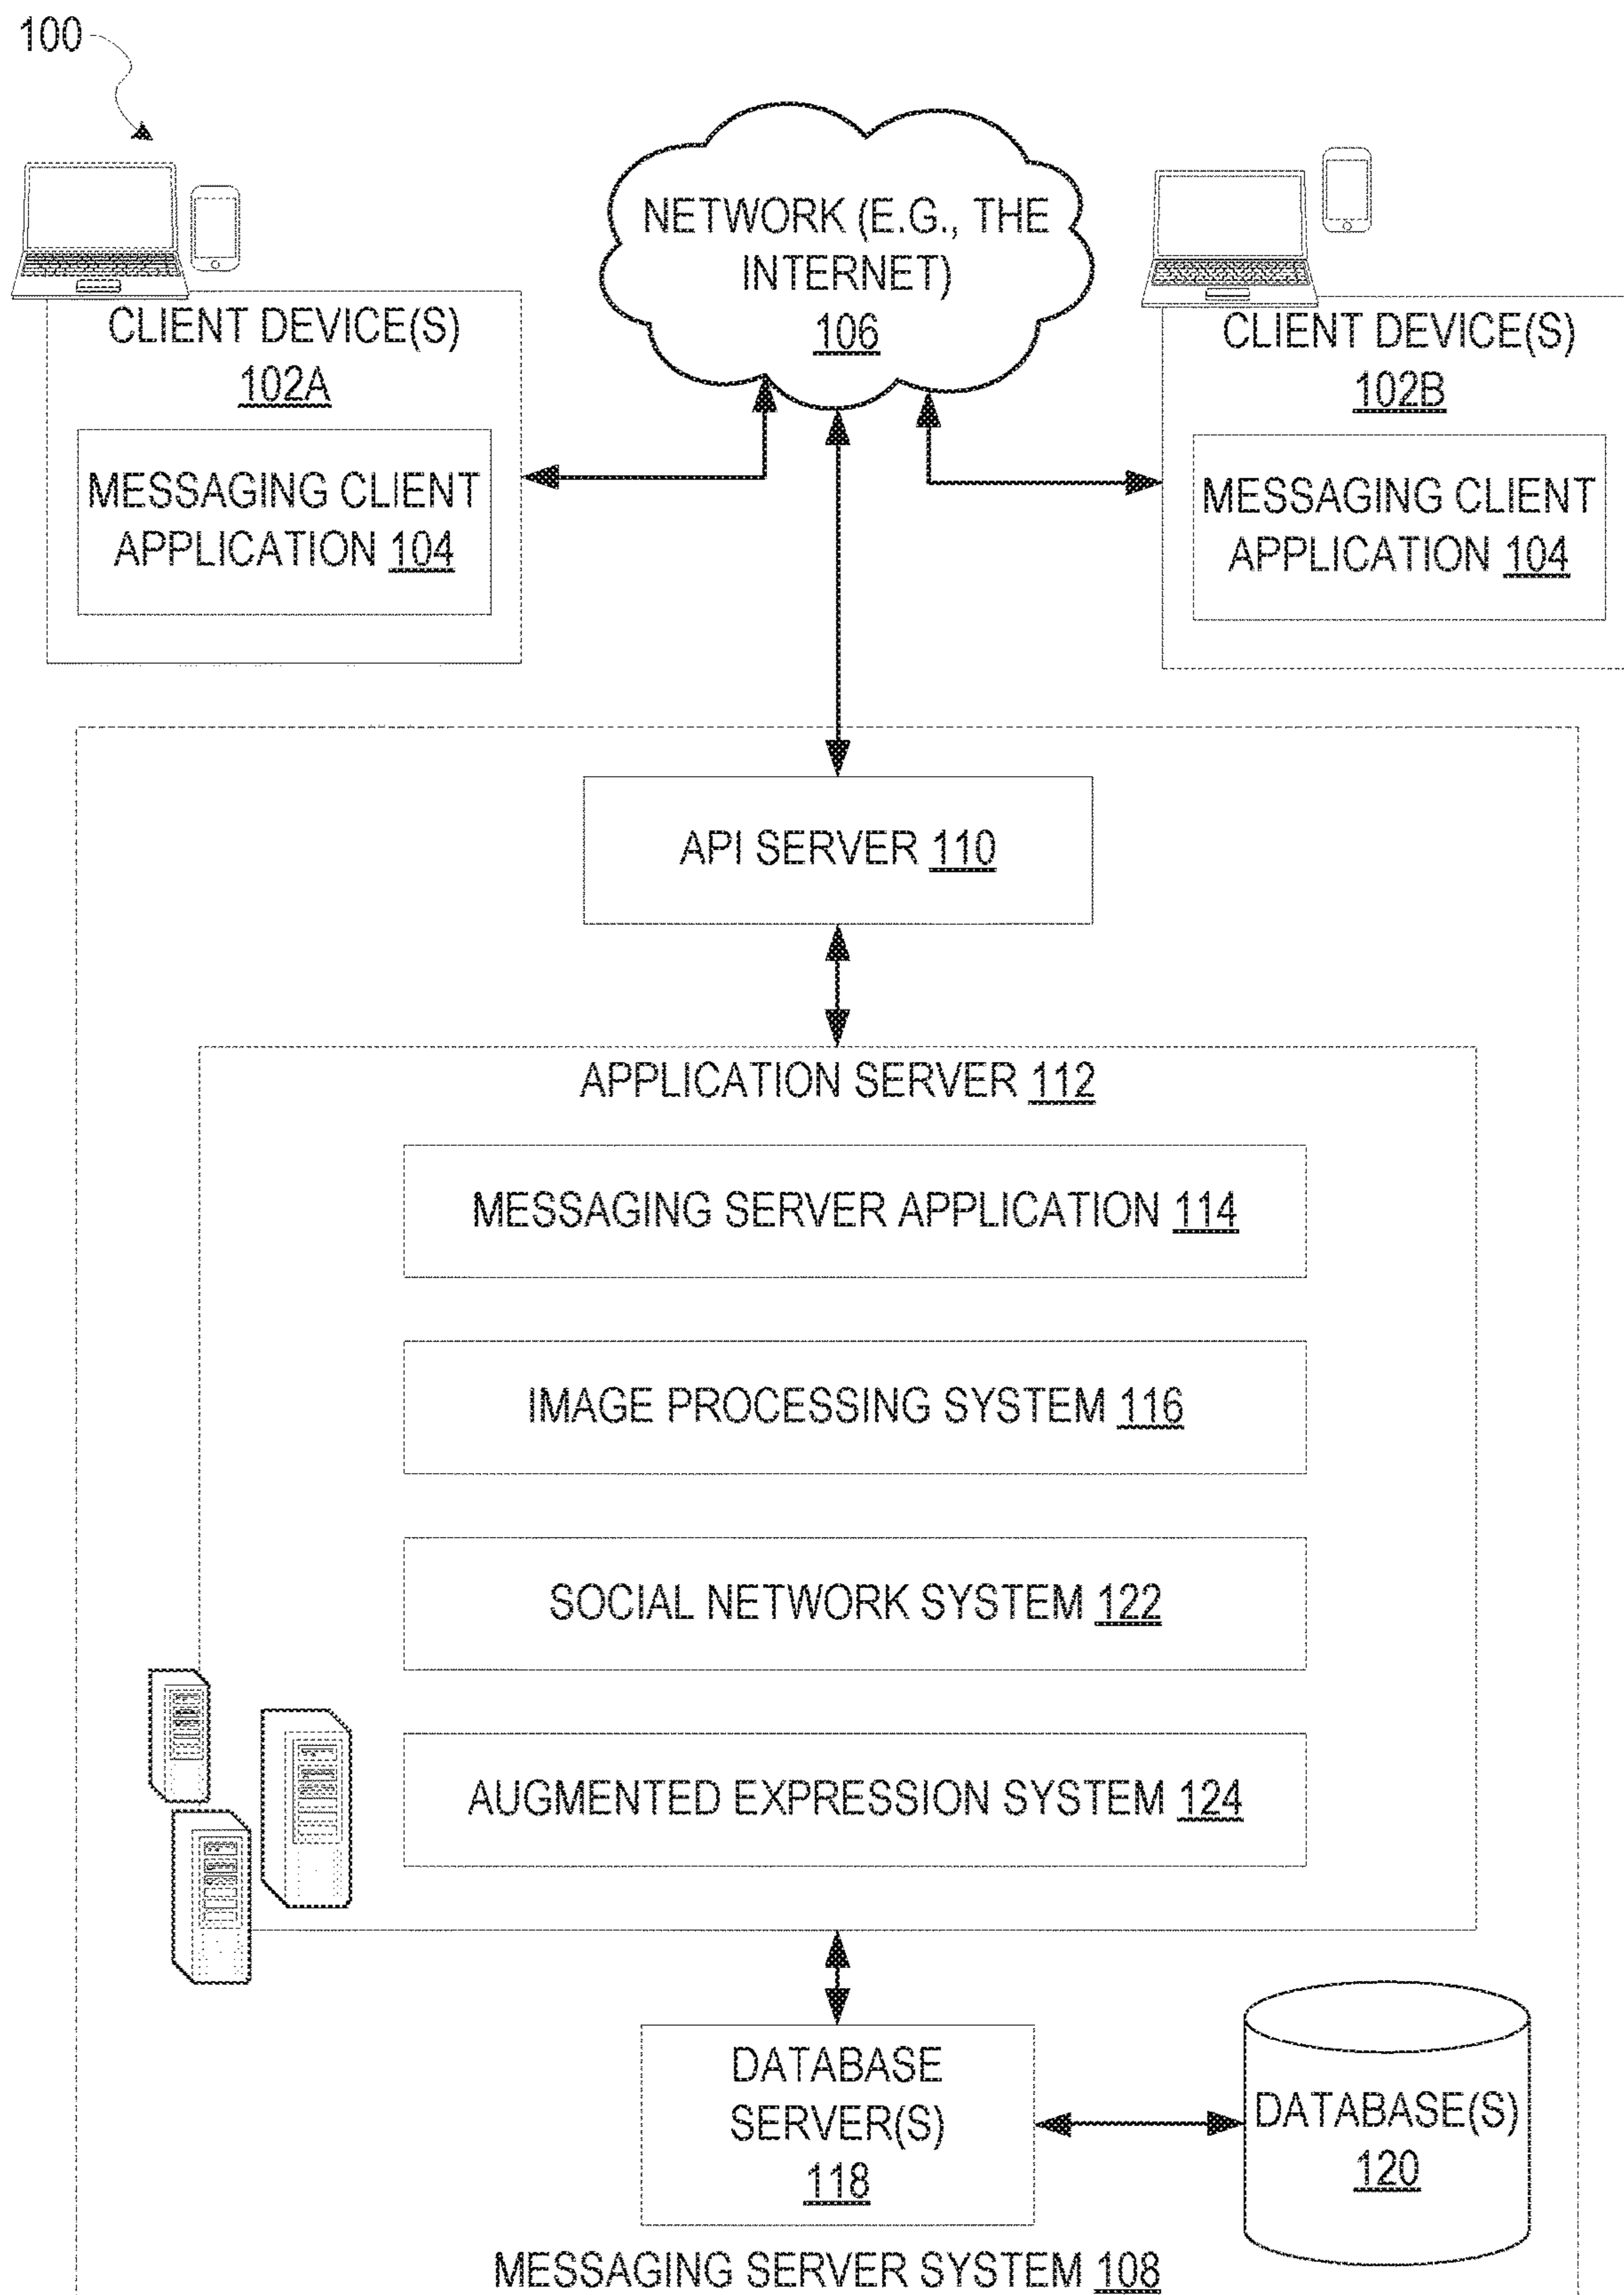 100
NETWORK (E.G., THE
INTERNET)
106
CLIENT DEVICE(S)
102A
MESSAGING CLIENT
APPLICATION 104
CLIENT DEVICE(S)
102B
MESSAGING CLIENT
APPLICATION 104
API SERVER 110
APPLICATION SERVER 112
MESSAGING SERVER APPLICATION 114
IMAGE PROCESSING SYSTEM 116
SOCIAL NETWORK SYSTEM 122
AUGMENTED EXPRESSION SYSTEM 124
DATABASE
SERVER(S)
118
DATABASE(S)
120
MESSAGING SERVER SYSTEM 108